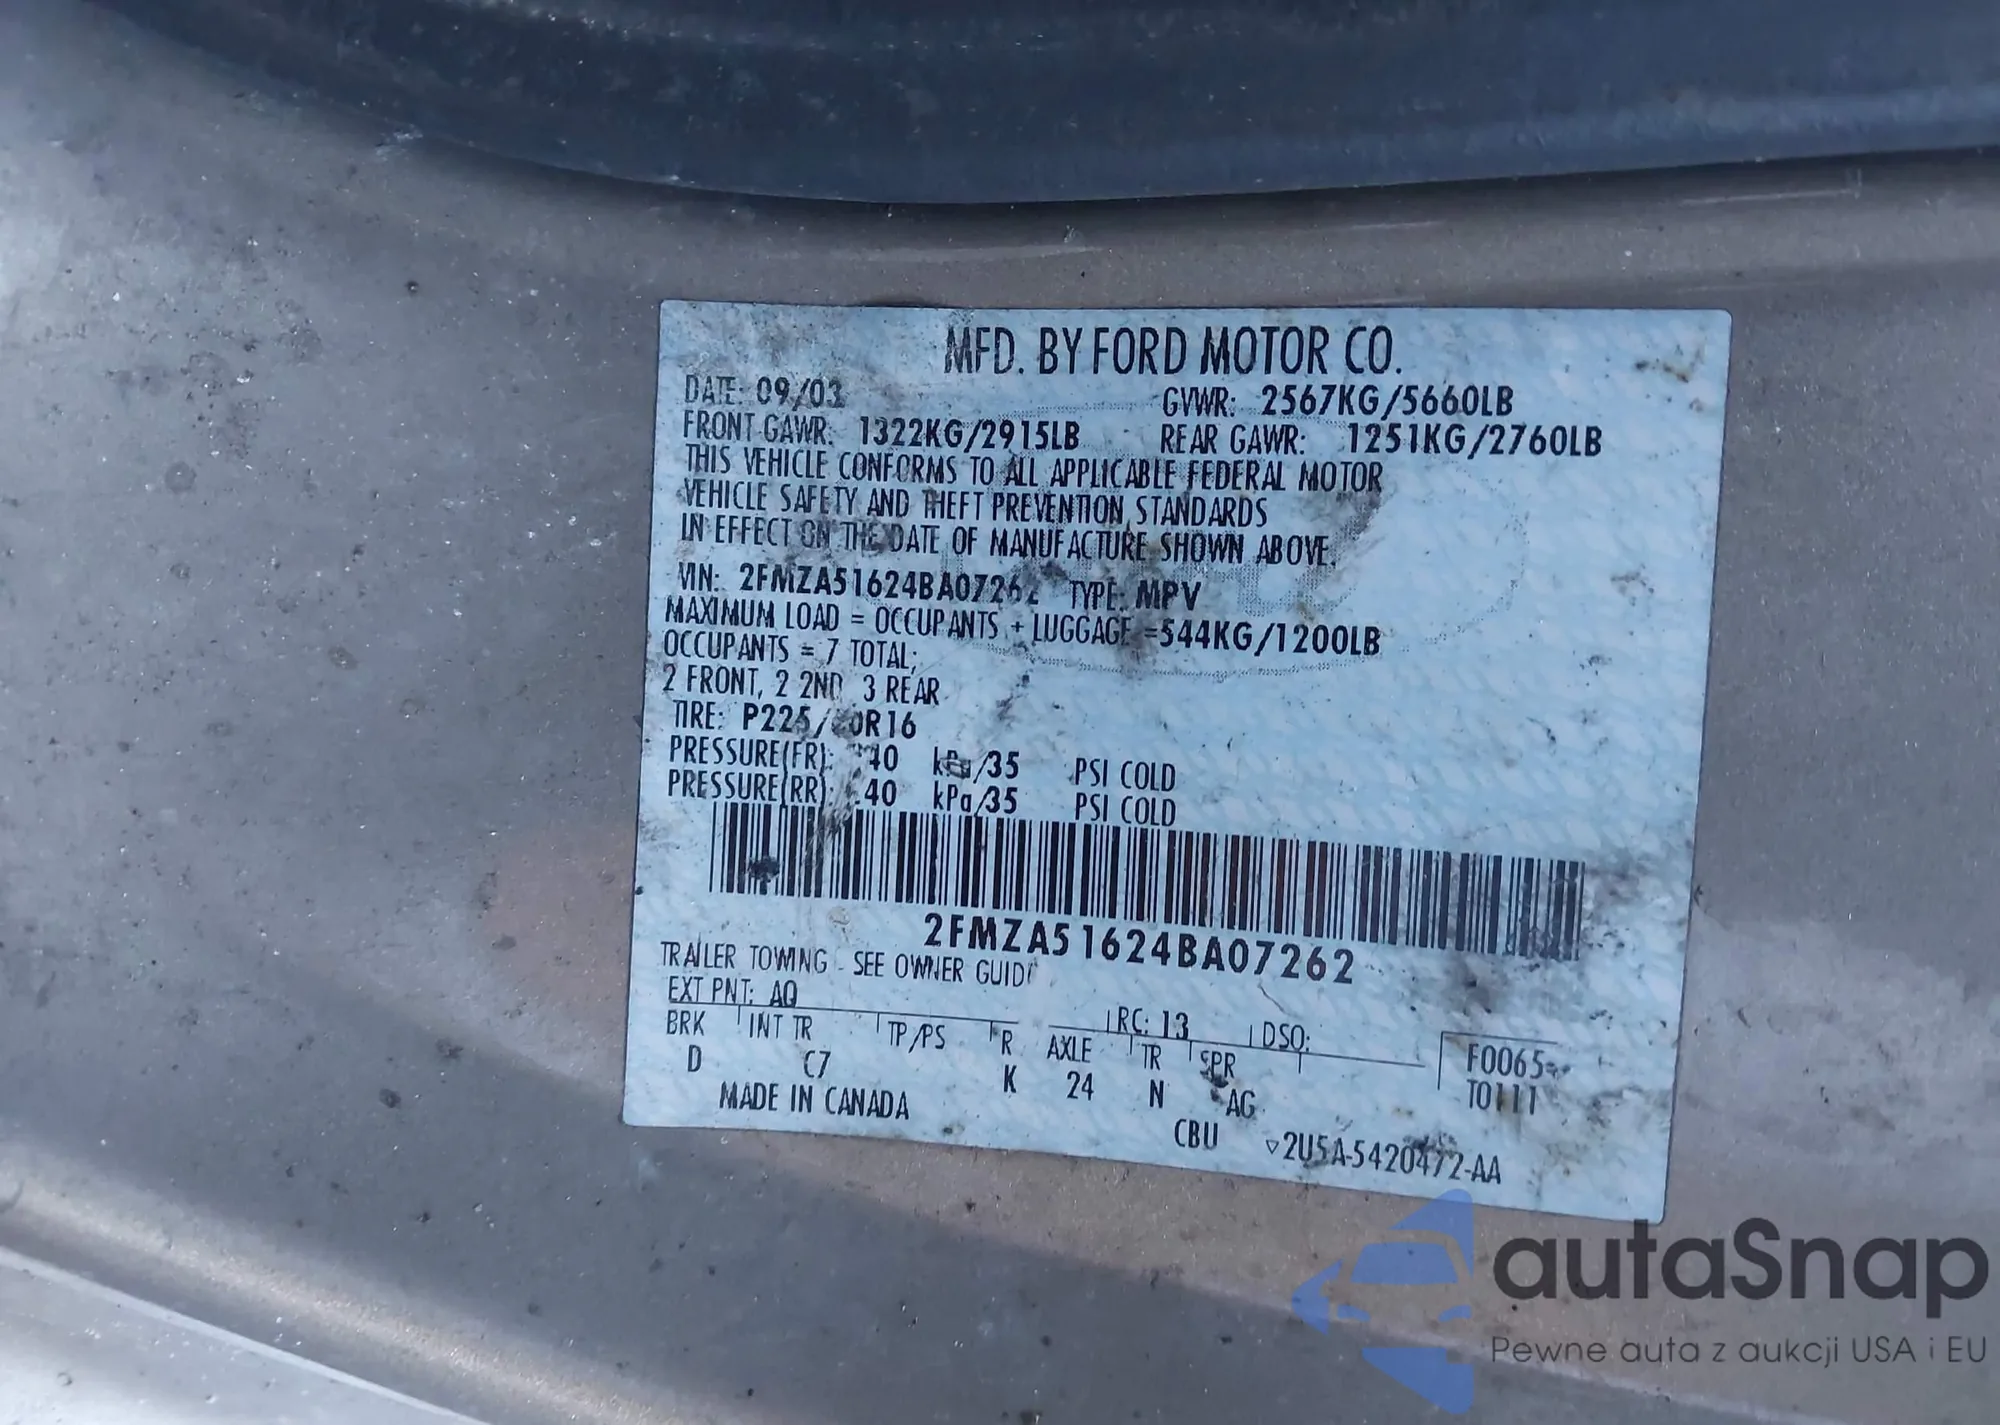 MFD. BY FORD MOTOR CO.
DATE: 09/03 GVWR: 2567KG/5660LB
FRONT GAWR: 1322KG/2915LB REAR GAWR: 1251KG/2760LB
THIS VEHICLE CONFORMS TO ALL APPLICABLE FEDERAL MOTOR
VEHICLE SAFETY AND THEFT PREVENTION STANDARDS
IN EFFECT ON THE DATE OF MANUFACTURE SHOWN ABOVE.
VIN: 2FMZA51624BA07262 TYPE: MPV
MAXIMUM LOAD = OCCUPANTS + LUGGAGE =544KG/1200LB
OCCUPANTS = 7 TOTAL;
2 FRONT, 2 2ND, 3 REAR
TIRE:
PRESSURE(FR): kPa/35 PSI COLD
PRESSURE(RR): kPa/35 PSI COLD
2FMZA51624BA07262
TRAILER TOWING - SEE OWNER GUIDE
EXT PNT: AQ RC: 13 DSO:
BRK INT TR TP/PS R AXLE TR SPR F0065
D C7 K 24 N AG T0111
MADE IN CANADA
CBU ▽2U5A-5420472-AA
autaSnap
Pewne auta z aukcji USA i EU